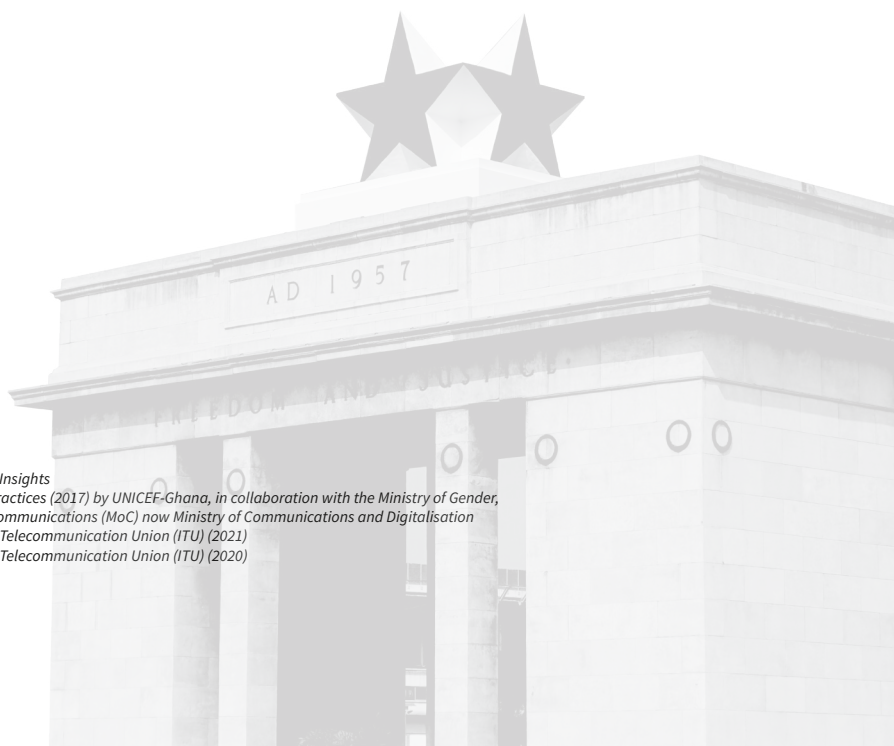 AD 1957
FREEDOM AND JUSTICE
Insights
ractices (2017) by UNICEF-Ghana, in collaboration with the Ministry of Gender,
ommunications (MoC) now Ministry of Communications and Digitalisation
Telecommunication Union (ITU) (2021)
Telecommunication Union (ITU) (2020)